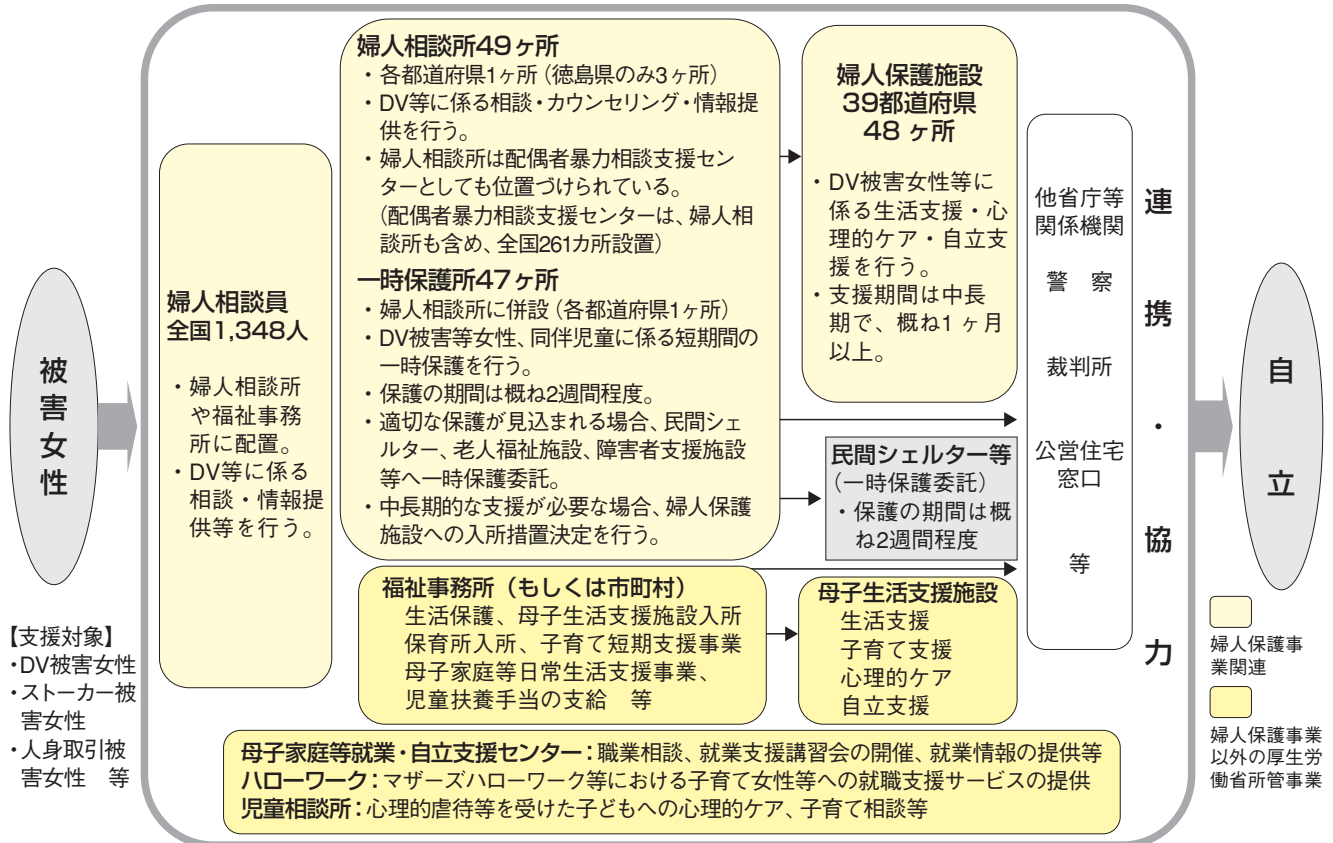 被害女性
【支援対象】
・DV被害女性
・ストーカー被
害女性
・人身取引被
害女性　等
婦人相談員
全国1,348人
・婦人相談所
や福祉事務
所に配置。
・DV等に係る
相談・情報提
供等を行う。
婦人相談所49ヶ所
・各都道府県1ヶ所（徳島県のみ3ヶ所）
・DV等に係る相談・カウンセリング・情報提
供を行う。
・婦人相談所は配偶者暴力相談支援セン
ターとしても位置づけられている。
(配偶者暴力相談支援センターは、婦人相
談所も含め、全国261カ所設置）
一時保護所47ヶ所
・婦人相談所に併設（各都道府県1ヶ所）
・DV被害等女性、同伴児童に係る短期間の
一時保護を行う。
・保護の期間は概ね2週間程度。
・適切な保護が見込まれる場合、民間シェ
ルター、老人福祉施設、障害者支援施設
等へ一時保護委託。
・中長期的な支援が必要な場合、婦人保護
施設への入所措置決定を行う。
婦人保護施設
39都道府県
48 ヶ所
・DV被害女性等に
係る生活支援・心
理的ケア・自立支
援を行う。
・支援期間は中長
期で、概ね1 ヶ月
以上。
民間シェルター等
（一時保護委託）
・保護の期間は概
ね2週間程度
福祉事務所（もしくは市町村）
生活保護、母子生活支援施設入所
保育所入所、子育て短期支援事業
母子家庭等日常生活支援事業、
児童扶養手当の支給　等
母子生活支援施設
生活支援
子育て支援
心理的ケア
自立支援
他省庁等
関係機関
警　察
裁判所
公営住宅
窓口
等
連携・協力
自立
母子家庭等就業・自立支援センター：職業相談、就業支援講習会の開催、就業情報の提供等
ハローワーク：マザーズハローワーク等における子育て女性等への就職支援サービスの提供
児童相談所：心理的虐待等を受けた子どもへの心理的ケア、子育て相談等
婦人保護事
業関連
婦人保護事業
以外の厚生労
働省所管事業